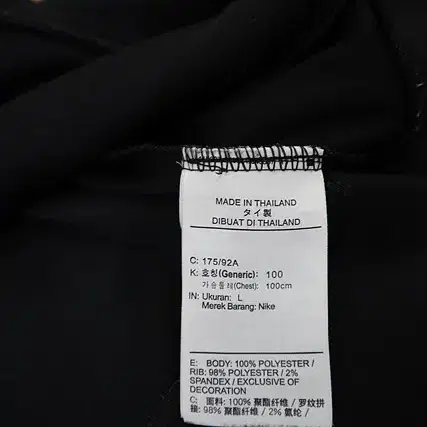 MADE IN THAILAND
タイ製
DIBUAT DI THAILAND
C: 175/92A
K: 호칭(Generic): 100
가슴둘레(Chest): 100cm
IN: Ukuran: L
Merek Barang: Nike
E: BODY: 100% POLYESTER /
RIB: 98% POLYESTER / 2%
SPANDEX / EXCLUSIVE OF
DECORATION
C: 面料: 100% 聚酯纤维 / 罗纹拼
接: 98% 聚酯纤维 / 2% 氨纶 /